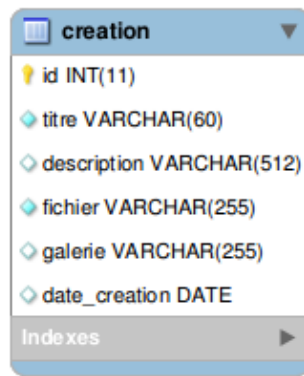 creation
id INT(11)
titre VARCHAR(60)
description VARCHAR(512)
fichier VARCHAR(255)
galerie VARCHAR(255)
date_creation DATE
Indexes